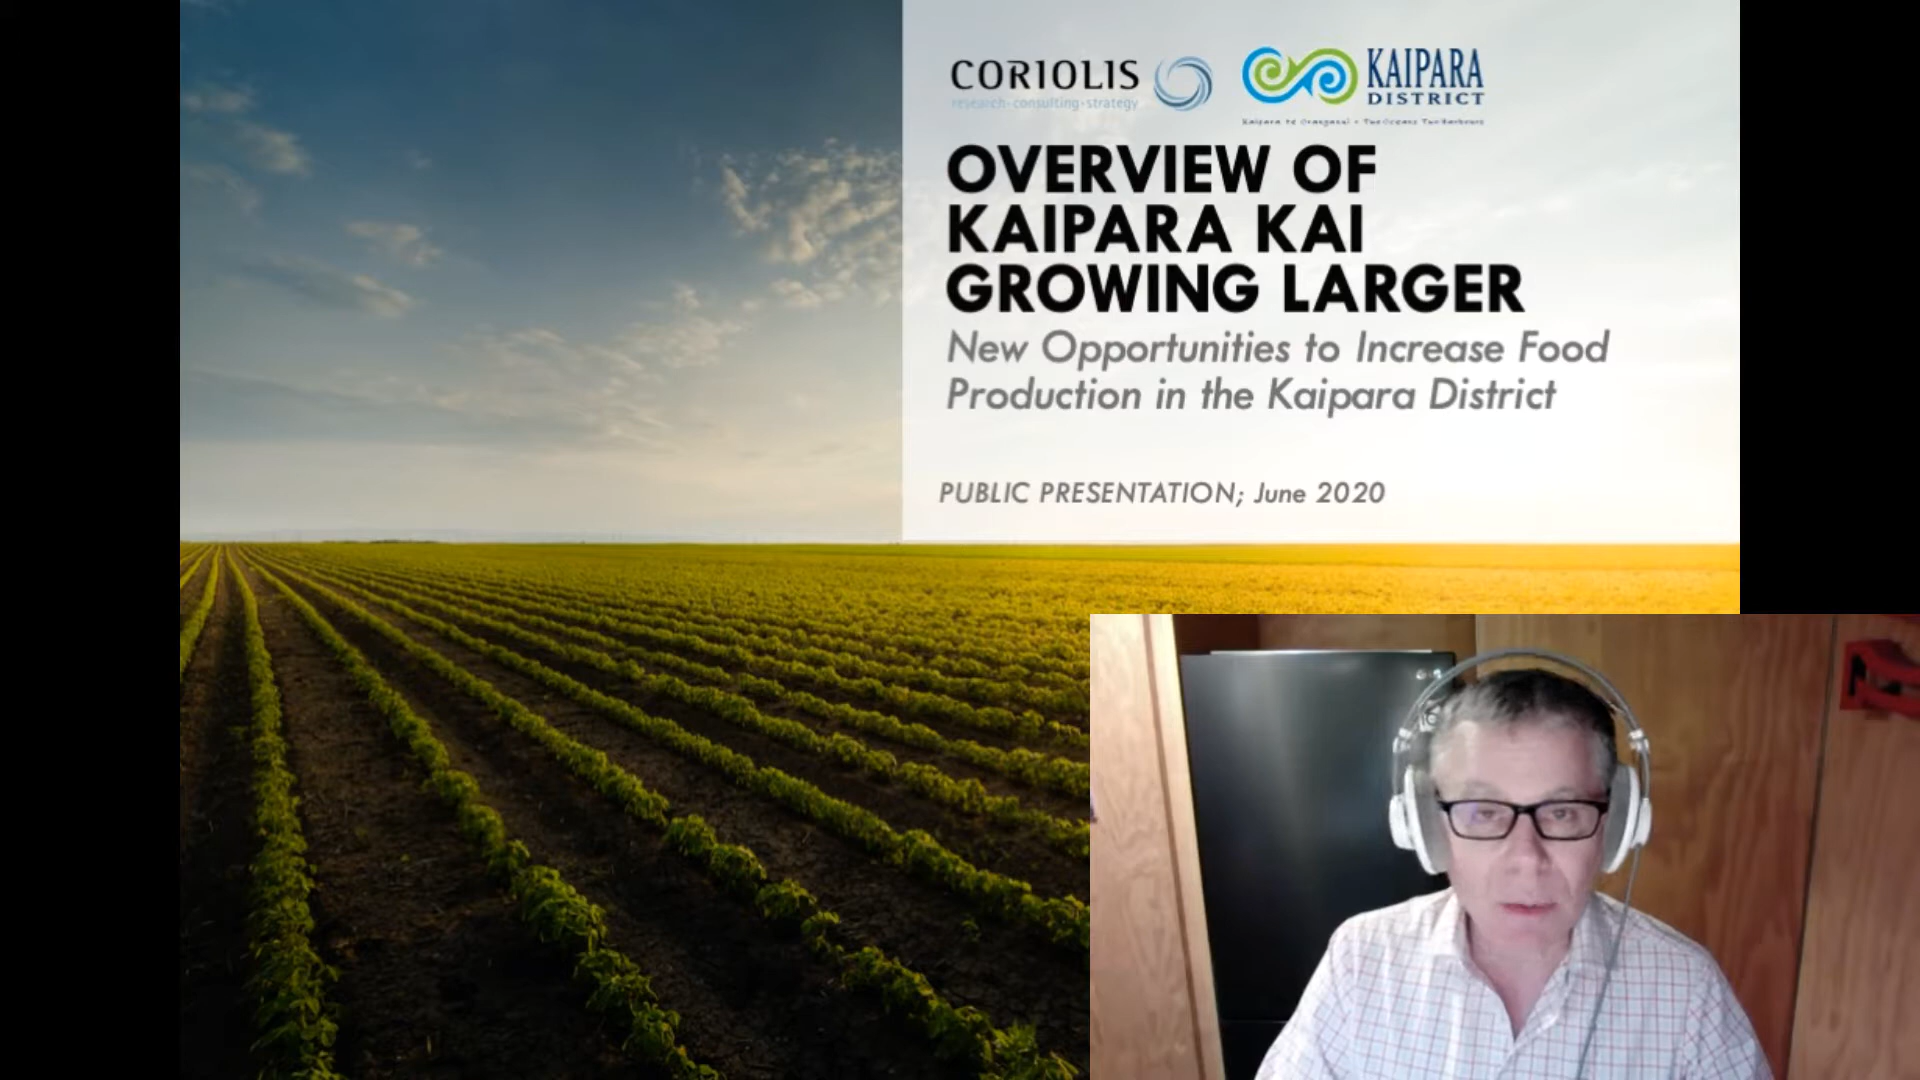 CORIOLIS
research·consulting·strategy
KAIPARA
DISTRICT
OVERVIEW OF
KAIPARA KAI
GROWING LARGER
New Opportunities to Increase Food
Production in the Kaipara District
PUBLIC PRESENTATION; June 2020